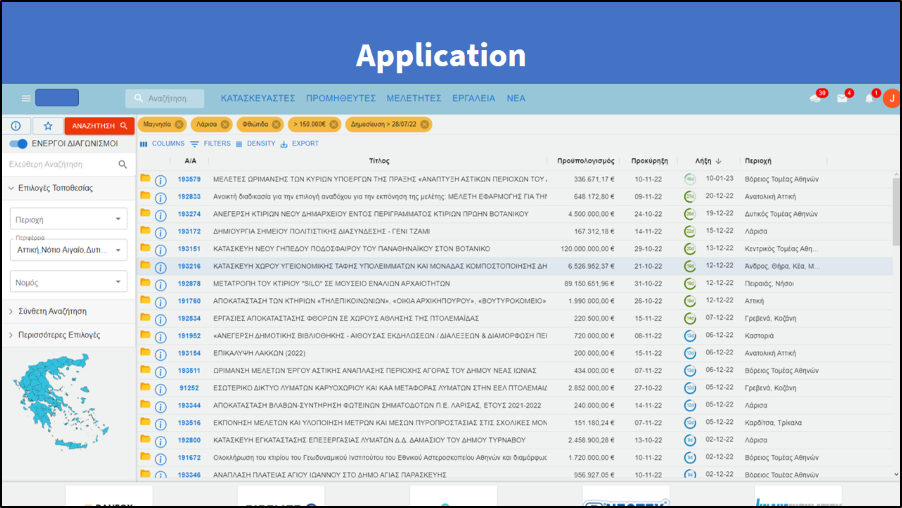 Application
Αναζήτηση... ΚΑΤΑΣΚΕΥΑΣΤΕΣ ΠΡΟΜΗΘΕΥΤΕΣ ΜΕΛΕΤΗΤΕΣ ΕΡΓΑΛΕΙΑ ΝΕΑ 30 4 1 J
ΑΝΑΖΗΤΗΣΗ Μαγνησία Λάρισα Φθιώτιδα > 150.000€ Δημοσίευση > 28/07/22
ΕΝΕΡΓΟΙ ΔΙΑΓΩΝΙΣΜΟΙ COLUMNS FILTERS DENSITY EXPORT
Ελεύθερη Αναζήτηση Α/Α Τίτλος Προϋπολογισμός Προκύρηξη Λήξη Περιοχή
Επιλογές Τοποθεσίας
Περιοχή
Περιφέρεια
Αττική,Νότιο Αιγαίο,Δυτ...
Νομός
Σύνθετη Αναζήτηση
Περισσότερες Επιλογές
193579 ΜΕΛΕΤΕΣ ΩΡΙΜΑΝΣΗΣ ΤΩΝ ΚΥΡΙΩΝ ΥΠΟΕΡΓΩΝ ΤΗΣ ΠΡΑΞΗΣ «ΑΝΑΠΤΥΞΗ ΑΣΤΙΚΩΝ ΠΕΡΙΟΧΩΝ ΤΟΥ 336.671,17 € 10-11-22 10-01-23 Βόρειος Τομέας Αθηνών
192833 Ανοικτή διαδικασία για την επιλογή αναδόχου για την εκπόνηση της μελέτης: ΜΕΛΕΤΗ ΕΦΑΡΜΟΓΗΣ ΓΙΑ ΤΗΝ 648.172,80 € 09-11-22 20-12-22 Ανατολική Αττική
193274 ΑΝΕΓΕΡΣΗ ΚΤΙΡΙΩΝ ΝΕΟΥ ΔΗΜΑΡΧΕΙΟΥ ΕΝΤΟΣ ΠΕΡΙΓΡΑΜΜΑΤΟΣ ΚΤΙΡΙΩΝ ΠΡΩΗΝ ΒΟΤΑΝΙΚΟΥ 4.500.000,00 € 24-10-22 19-12-22 Δυτικός Τομέας Αθηνών
193172 ΔΗΜΙΟΥΡΓΙΑ ΣΗΜΕΙΟΥ ΠΟΛΙΤΙΣΤΙΚΗΣ ΔΙΑΣΥΝΔΕΣΗΣ - ΓΕΝΙ ΤΖΑΜΙ 167.312,18 € 14-11-22 15-12-22 Λάρισα
193151 ΚΑΤΑΣΚΕΥΗ ΝΕΟΥ ΓΗΠΕΔΟΥ ΠΟΔΟΣΦΑΙΡΟΥ ΤΟΥ ΠΑΝΑΘΗΝΑΪΚΟΥ ΣΤΟΝ ΒΟΤΑΝΙΚΟ 120.000.000,00 € 29-10-22 13-12-22 Κεντρικός Τομέας Αθη...
193216 ΚΑΤΑΣΚΕΥΗ ΧΩΡΟΥ ΥΓΕΙΟΝΟΜΙΚΗΣ ΤΑΦΗΣ ΥΠΟΛΕΙΜΜΑΤΩΝ ΚΑΙ ΜΟΝΑΔΑΣ ΚΟΜΠΟΣΤΟΠΟΙΗΣΗΣ ΔΗ 6.526.952,37 € 21-10-22 12-12-22 Άνδρος, Θήρα, Κέα, Μ...
192878 ΜΕΤΑΤΡΟΠΗ ΤΟΥ ΚΤΙΡΙΟΥ "SILO" ΣΕ ΜΟΥΣΕΙΟ ΕΝΑΛΙΩΝ ΑΡΧΑΙΟΤΗΤΩΝ 89.150.651,96 € 31-10-22 12-12-22 Πειραιάς, Νήσοι
191760 ΑΠΟΚΑΤΑΣΤΑΣΗ ΤΩΝ ΚΤΗΡΙΩΝ «ΤΗΛΕΠΙΚΟΙΝΩΝΙΩΝ», «ΟΙΚΙΑ ΑΡΧΙΚΗΠΟΥΡΟΥ», «ΒΟΥΤΥΡΟΚΟΜΕΙΟ» 1.990.000,00 € 26-10-22 12-12-22 Αττική
192534 ΕΡΓΑΣΙΕΣ ΑΠΟΚΑΤΑΣΤΑΣΗΣ ΦΘΟΡΩΝ ΣΕ ΧΩΡΟΥΣ ΑΘΛΗΣΗΣ ΤΗΣ ΠΤΟΛΕΜΑΪΔΑΣ 220.500,00 € 15-11-22 07-12-22 Γρεβενά, Κοζάνη
191952 «ΑΝΕΓΕΡΣΗ ΔΗΜΟΤΙΚΗΣ ΒΙΒΛΙΟΘΗΚΗΣ - ΑΙΘΟΥΣΑΣ ΕΚΔΗΛΩΣΕΩΝ / ΔΙΑΛΕΞΕΩΝ & ΔΙΑΜΟΡΦΩΣΗ ΠΕΙ 720.000,00 € 08-11-22 06-12-22 Καστοριά
193154 ΕΠΙΚΑΛΥΨΗ ΛΑΚΚΩΝ (2022) 200.000,00 € 15-11-22 06-12-22 Ανατολική Αττική
193511 ΩΡΙΜΑΝΣΗ ΜΕΛΕΤΩΝ ΈΡΓΟΥ ΑΣΤΙΚΗΣ ΑΝΑΠΛΑΣΗΣ ΠΕΡΙΟΧΗΣ ΑΓΟΡΑΣ ΤΟΥ ΔΗΜΟΥ ΝΕΑΣ ΙΩΝΙΑΣ 434.000,00 € 07-11-22 06-12-22 Βόρειος Τομέας Αθηνών
91252 ΕΣΩΤΕΡΙΚΟ ΔΙΚΤΥΟ ΛΥΜΑΤΩΝ ΚΑΡΥΟΧΩΡΙΟΥ ΚΑΙ ΚΑΑ ΜΕΤΑΦΟΡΑΣ ΛΥΜΑΤΩΝ ΣΤΗΝ ΕΕΛ ΠΤΟΛΕΜΑΙΔ 2.852.000,00 € 27-10-22 05-12-22 Γρεβενά, Κοζάνη
193344 ΑΠΟΚΑΤΑΣΤΑΣΗ ΒΛΑΒΩΝ-ΣΥΝΤΗΡΗΣΗ ΦΩΤΕΙΝΩΝ ΣΗΜΑΤΟΔΟΤΩΝ Π.Ε. ΛΑΡΙΣΑΣ, ΕΤΟΥΣ 2021-2022 240.000,00 € 14-11-22 05-12-22 Λάρισα
193516 ΕΚΠΟΝΗΣΗ ΜΕΛΕΤΩΝ ΚΑΙ ΥΛΟΠΟΙΗΣΗ ΜΕΤΡΩΝ ΚΑΙ ΜΕΣΩΝ ΠΥΡΟΠΡΟΣΤΑΣΙΑΣ ΣΤΙΣ ΣΧΟΛΙΚΕΣ ΜΟΝ 151.180,24 € 07-11-22 05-12-22 Καρδίτσα, Τρίκαλα
192800 ΚΑΤΑΣΚΕΥΗ ΕΓΚΑΤΑΣΤΑΣΗΣ ΕΠΕΞΕΡΓΑΣΙΑΣ ΛΥΜΑΤΩΝ Δ.Δ. ΔΑΜΑΣΙΟΥ ΤΟΥ ΔΗΜΟΥ ΤΥΡΝΑΒΟΥ 2.458.900,28 € 13-10-22 02-12-22 Λάρισα
191672 Ολοκλήρωση του κτιρίου του Γεωδυναμικού Ινστιτούτου του Εθνικού Αστεροσκοπείου Αθηνών και διαμόρφως 1.720.000,00 € 10-11-22 02-12-22 Βόρειος Τομέας Αθηνών
193346 ΑΝΑΠΛΑΣΗ ΠΛΑΤΕΙΑΣ ΑΓΙΟΥ ΙΩΑΝΝΟΥ ΣΤΟ ΔΗΜΟ ΑΓΙΑΣ ΠΑΡΑΣΚΕΥΗΣ 956.927,05 € 10-11-22 02-12-22 Βόρειος Τομέας Αθηνών